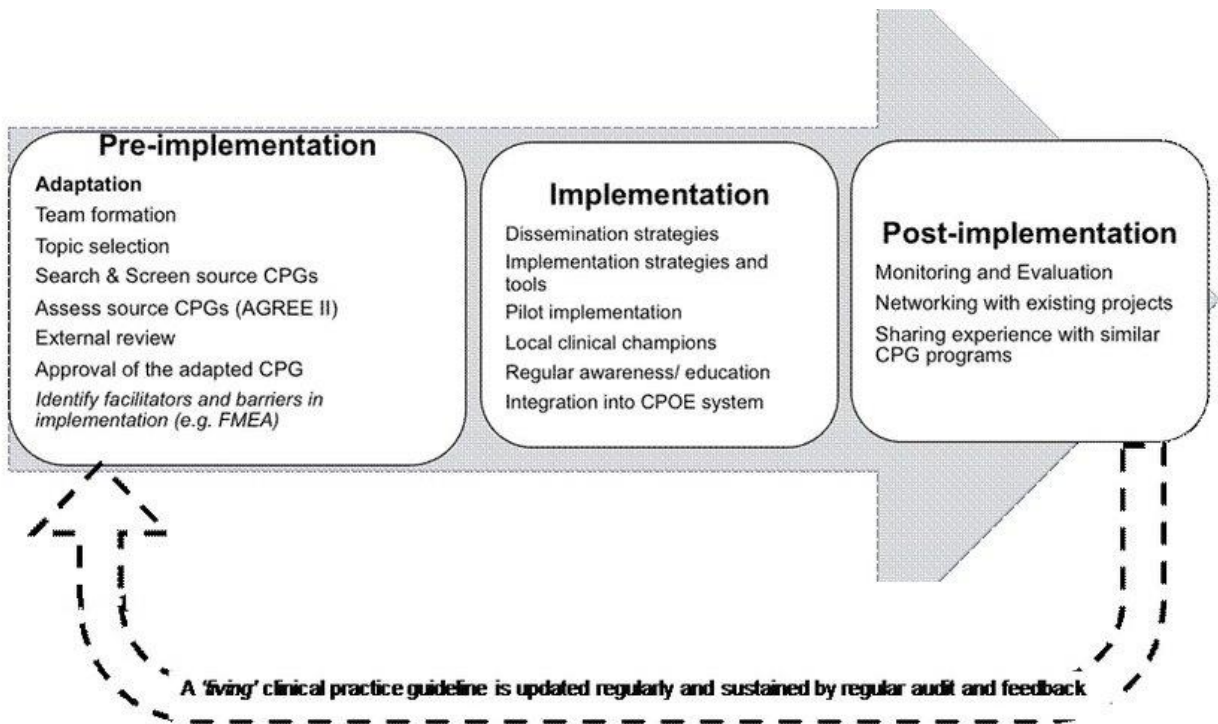 Pre-implementation
Adaptation
Team formation
Topic selection
Search & Screen source CPGs
Assess source CPGs (AGREE II)
External review
Approval of the adapted CPG
Identify facilitators and barriers in
implementation (e.g. FMEA)
Implementation
Dissemination strategies
Implementation strategies and
tools
Pilot implementation
Local clinical champions
Regular awareness/ education
Integration into CPOE system
Post-implementation
Monitoring and Evaluation
Networking with existing projects
Sharing experience with similar
CPG programs
A 'living' clinical practice guideline is updated regularly and sustained by regular audit and feedback